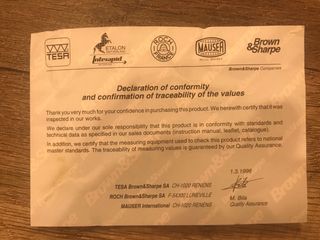 TESA
ETALON
Interapid
ROCH
FRANCE
MAUSER
Brown
&Sharpe
Brown&Sharpe Companies
Declaration of conformity
and confirmation of traceability of the values
Thank you very much for your confidence in purchasing this product. We herewith certify that it was
inspected in our works.
We declare under our sole responsibility that this product is in conformity with standards and
technical data as specified in our sales documents (instruction manual, leaflet, catalogue).
In addition, we certify that the measuring equipment used to check this product refers to national
master standards. The traceability of measuring values is guaranteed by our Quality Assurance.
1.3.1996
TESA Brown&Sharpe SA CH-1020 RENENS
ROCH Brown&Sharpe SA F-54300 LUNEVILLE
MAUSER International CH-1020 RENENS
M. Bila
Quality Assurance